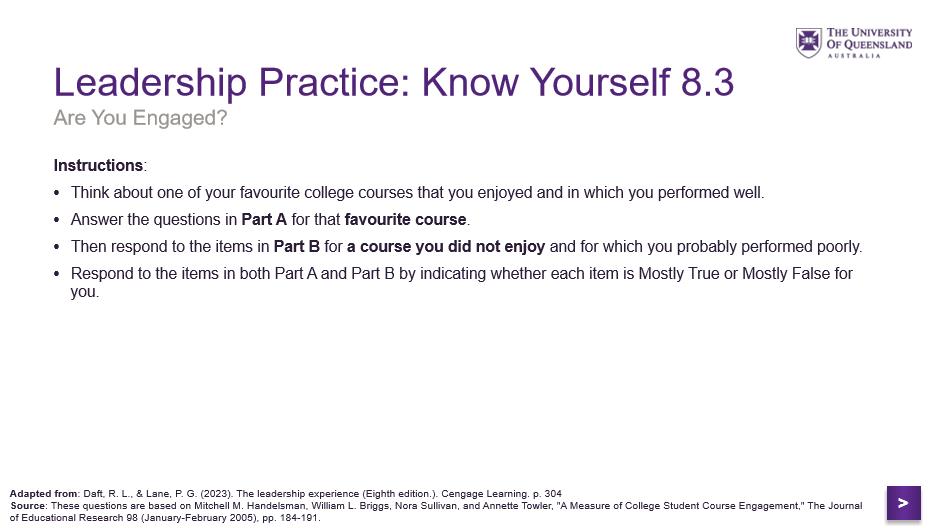 THE UNIVERSITY
OF QUEENSLAND
AUSTRALIA
Leadership Practice: Know Yourself 8.3
Are You Engaged?
Instructions:
• Think about one of your favourite college courses that you enjoyed and in which you performed well.
• Answer the questions in Part A for that favourite course.
• Then respond to the items in Part B for a course you did not enjoy and for which you probably performed poorly.
• Respond to the items in both Part A and Part B by indicating whether each item is Mostly True or Mostly False for
you.
Adapted from: Daft, R. L., & Lane, P. G. (2023). The leadership experience (Eighth edition.). Cengage Learning. p. 304
Source: These questions are based on Mitchell M. Handelsman, William L. Briggs, Nora Sullivan, and Annette Towler, "A Measure of College Student Course Engagement," The Journal
of Educational Research 98 (January-February 2005), pp. 184-191.
>